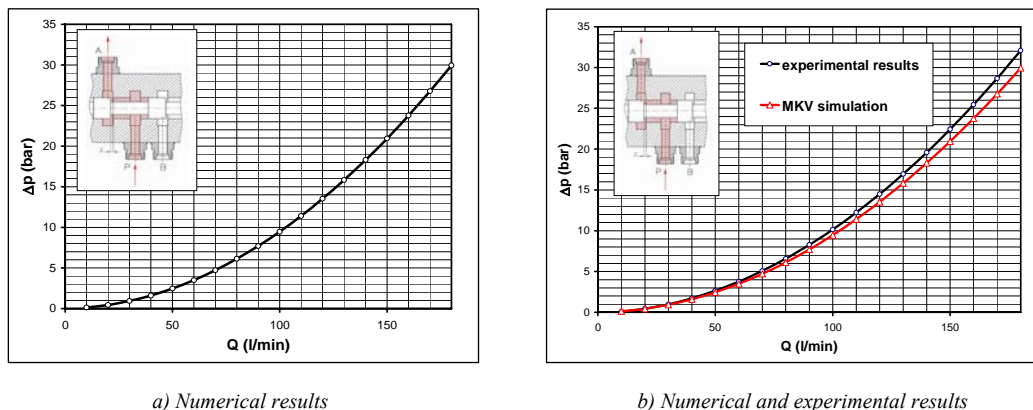 35
30
25
20
15
10
5
0
Δp (bar)
0 50 100 150
Q (l/min)
A
P B
a) Numerical results
35
30
25
20
15
10
5
0
Δp (bar)
0 50 100 150
Q (l/min)
A
P B
experimental results
MKV simulation
b) Numerical and experimental results